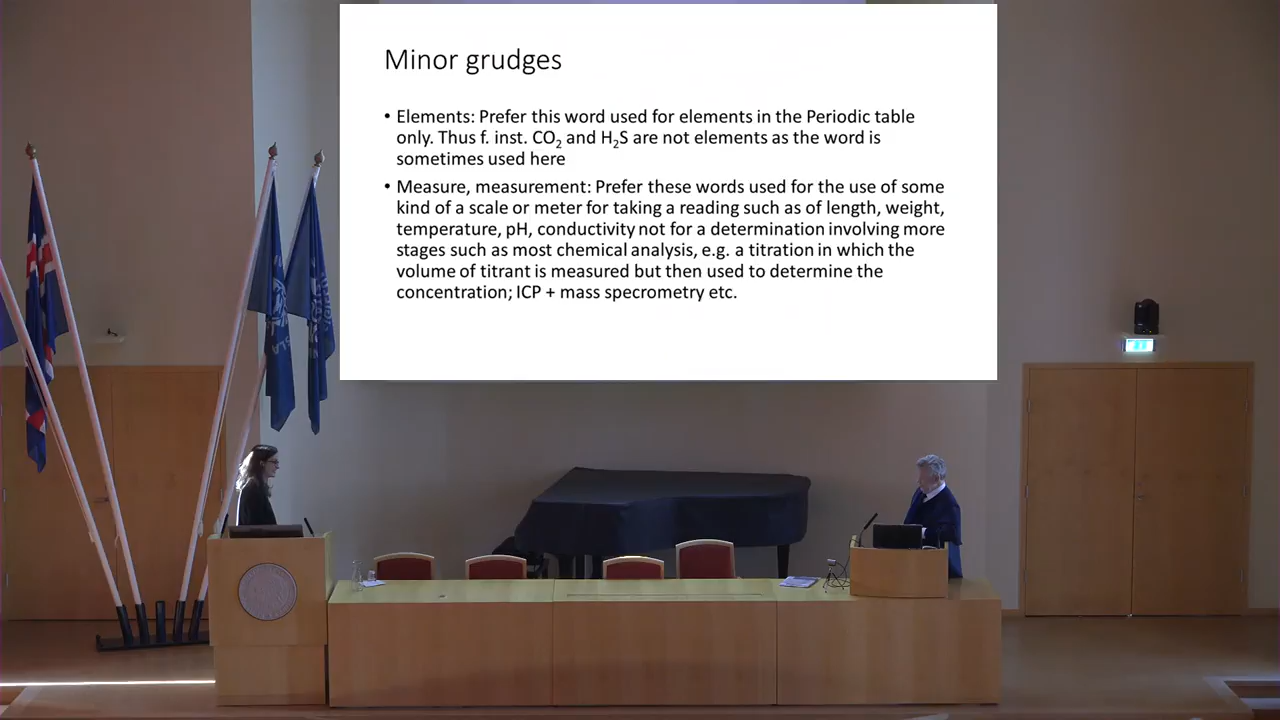 Minor grudges
• Elements: Prefer this word used for elements in the Periodic table
only. Thus f. inst. CO₂ and H₂S are not elements as the word is
sometimes used here
• Measure, measurement: Prefer these words used for the use of some
kind of a scale or meter for taking a reading such as of length, weight,
temperature, pH, conductivity not for a determination involving more
stages such as most chemical analysis, e.g. a titration in which the
volume of titrant is measured but then used to determine the
concentration; ICP + mass specrometry etc.